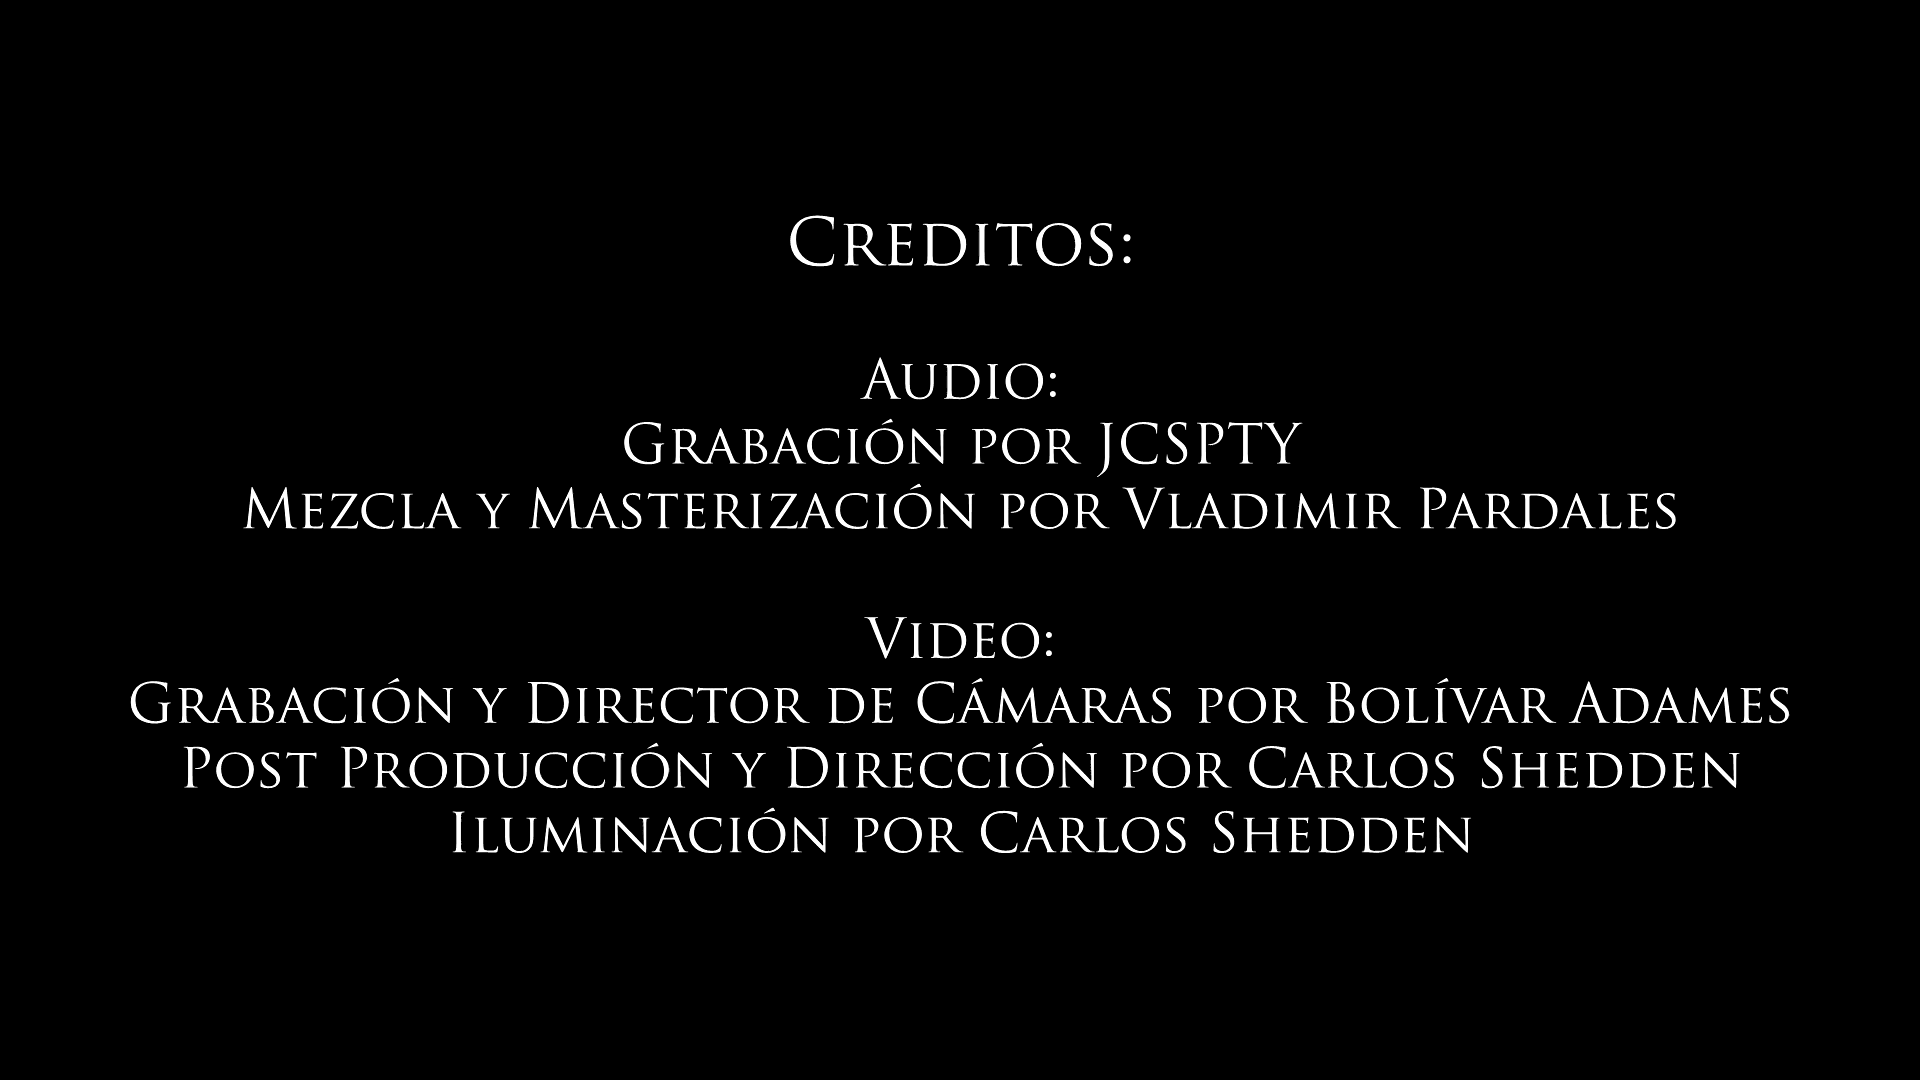 Creditos:
Audio:
Grabación por JCSPTY
Mezcla y Masterización por Vladimir Pardales
Video:
Grabación y Director de Cámaras por Bolívar Adames
Post Producción y Dirección por Carlos Shedden
Iluminación por Carlos Shedden